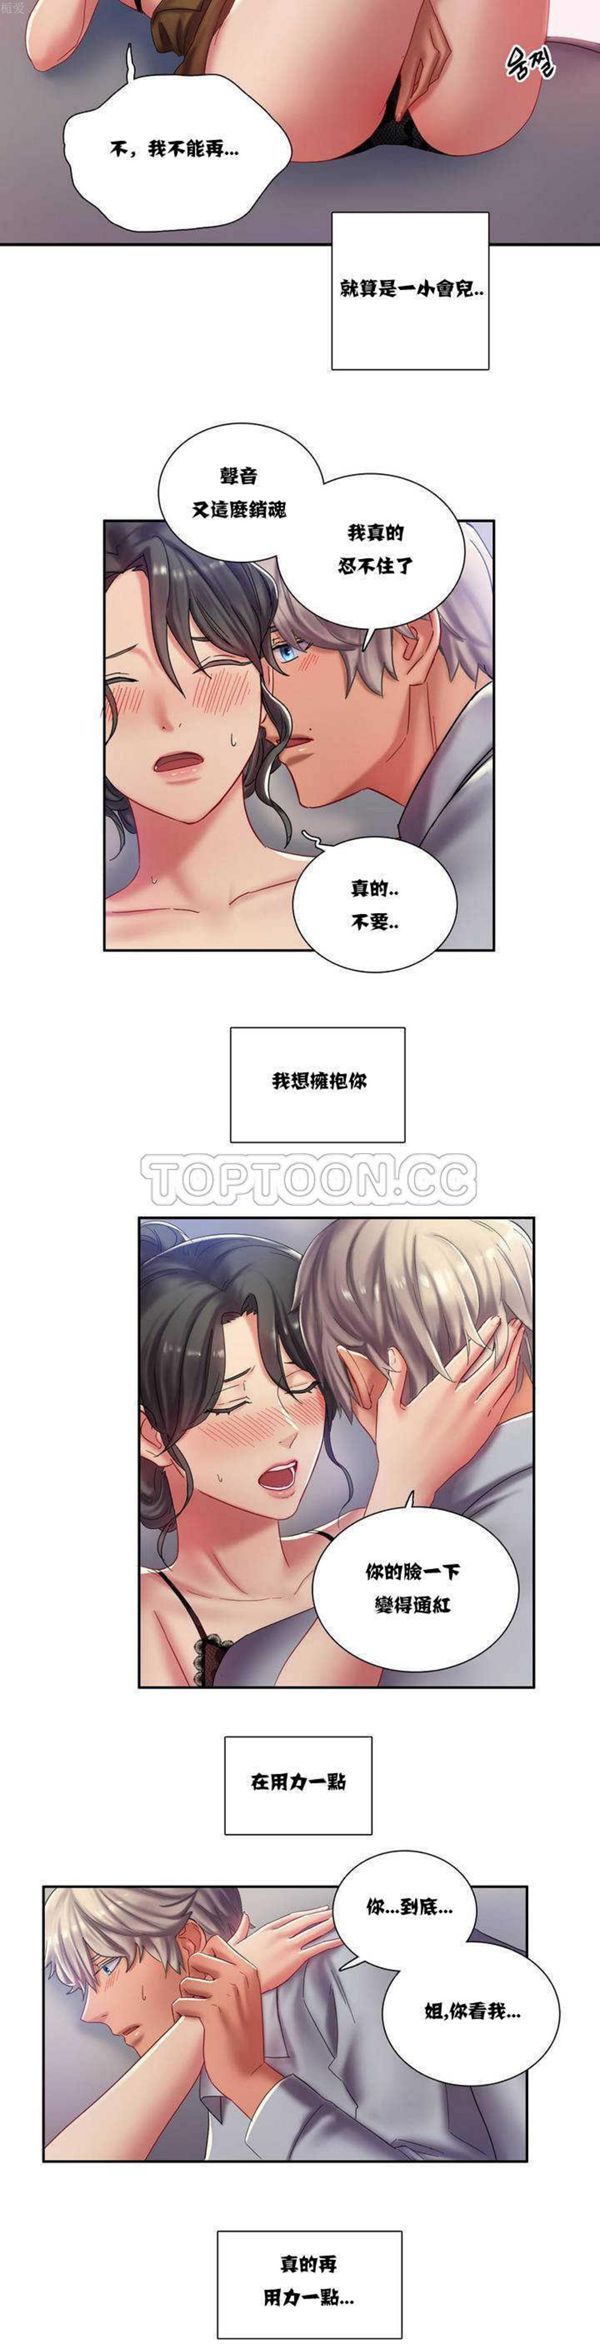 痴爱
움찔
不，我不能再...
就算是一小會兒..
聲音
又這麼銷魂
我真的
忍不住了
真的..
不要..
我想擁抱你
TOPTOON.CC
你的臉一下
變得通紅
在用力一點
你...到底...
姐,你看我...
真的再
用力一點...